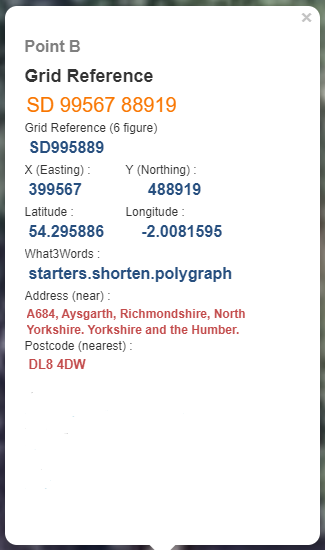 ×
Point B
Grid Reference
SD 99567 88919
Grid Reference (6 figure)
SD995889
X (Easting) : Y (Northing) :
399567 488919
Latitude : Longitude :
54.295886 -2.0081595
What3Words :
starters.shorten.polygraph
Address (near) :
A684, Aysgarth, Richmondshire, North
Yorkshire. Yorkshire and the Humber.
Postcode (nearest) :
DL8 4DW